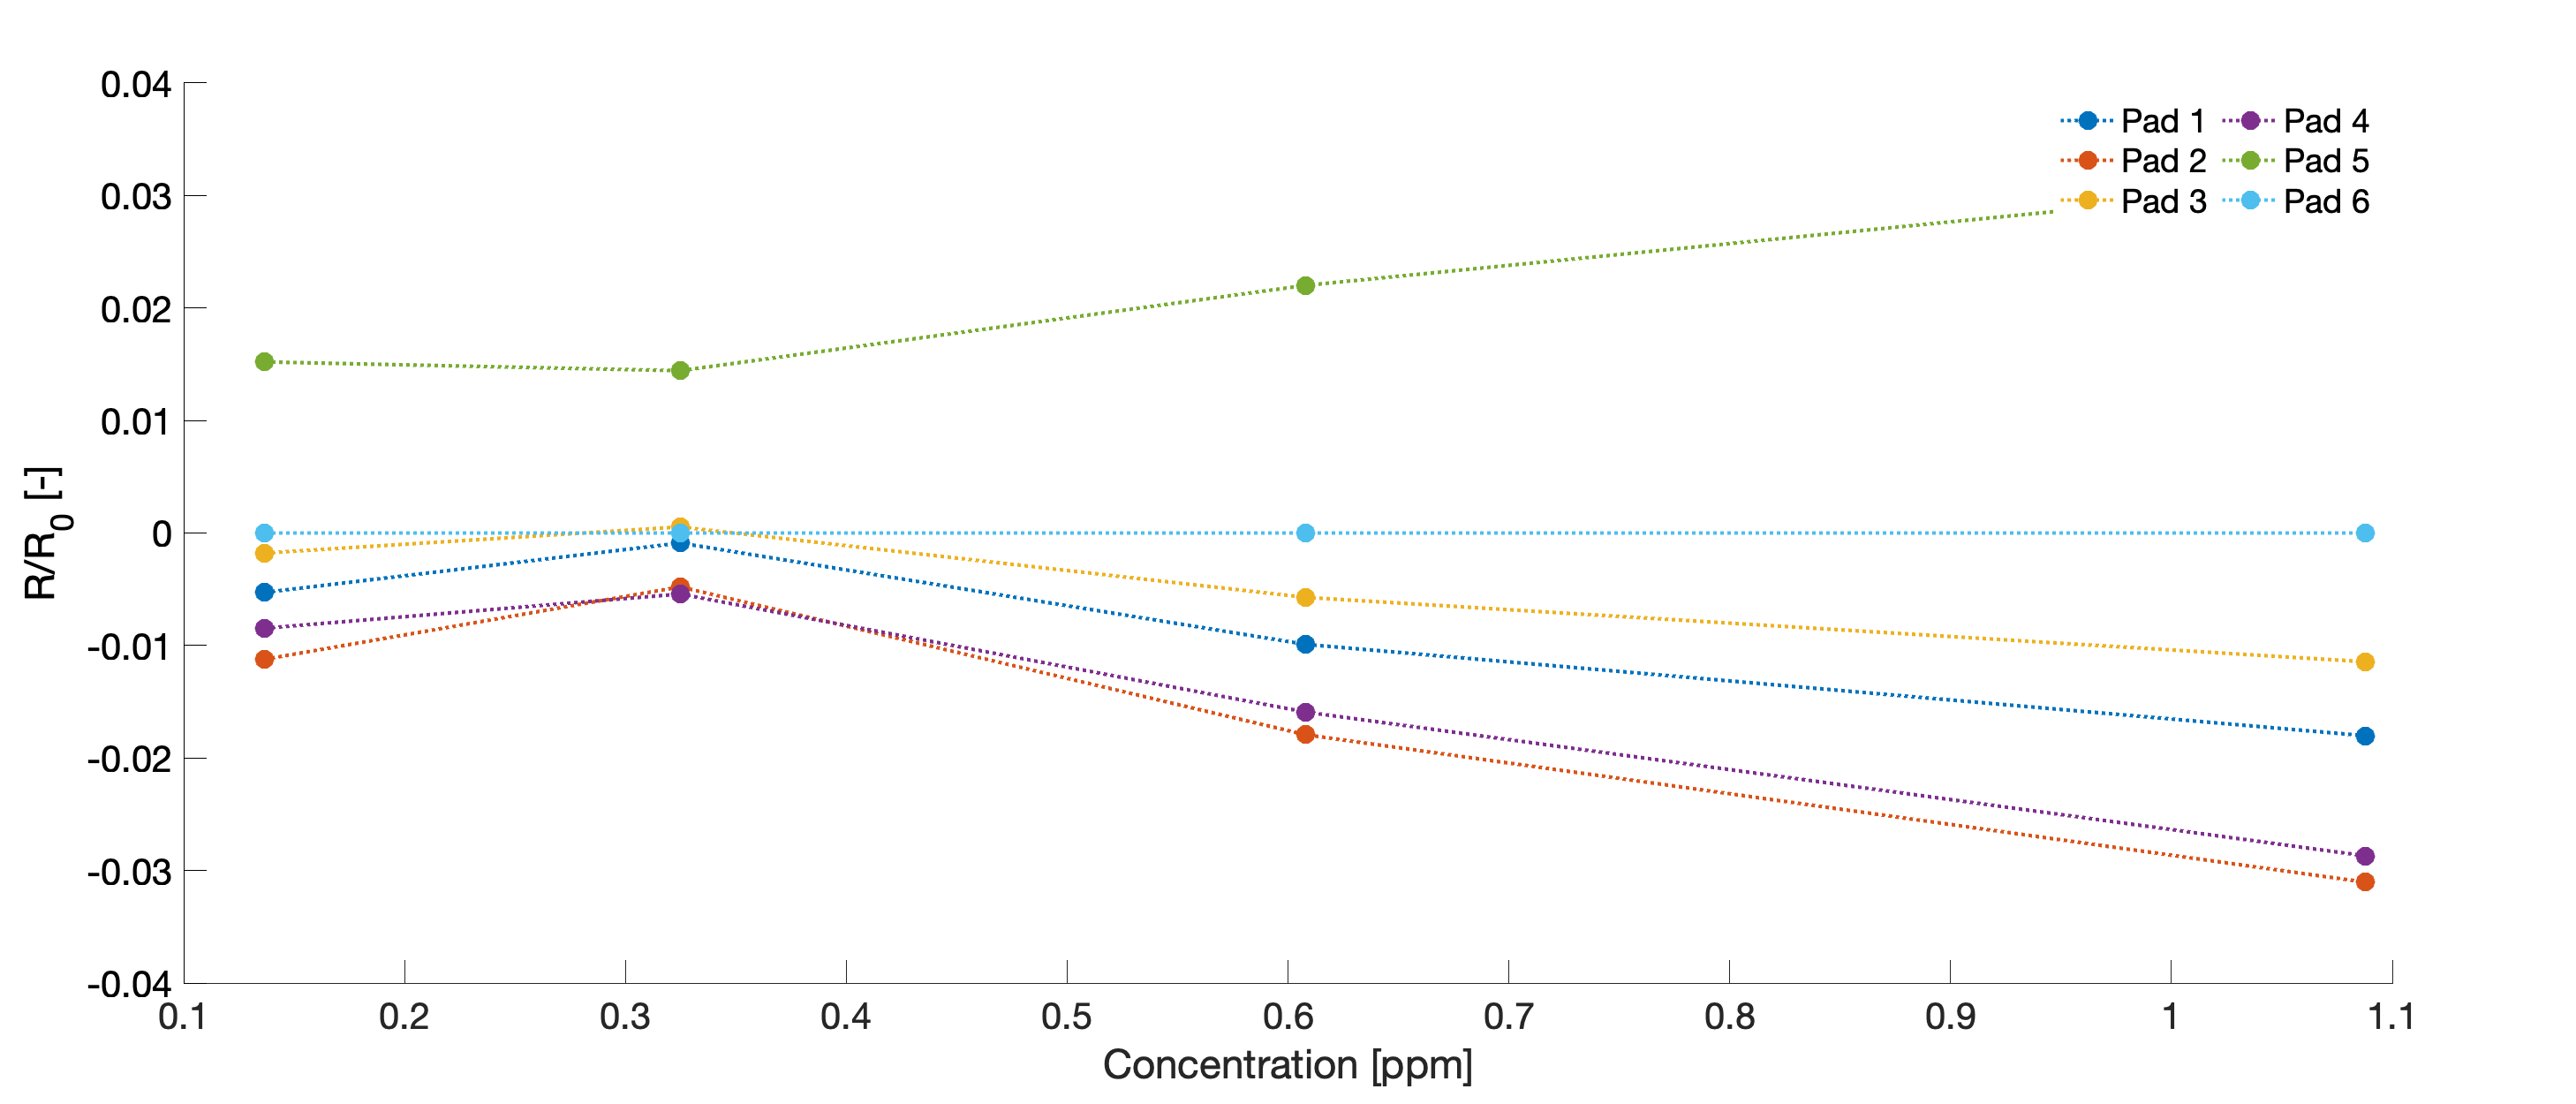 0.04
0.03
0.02
0.01
0
-0.01
-0.02
-0.03
-0.04
R/R0 [-]
0.1 0.2 0.3 0.4 0.5 0.6 0.7 0.8 0.9 1 1.1
Concentration [ppm]
Pad 1 Pad 4
Pad 2 Pad 5
Pad 3 Pad 6